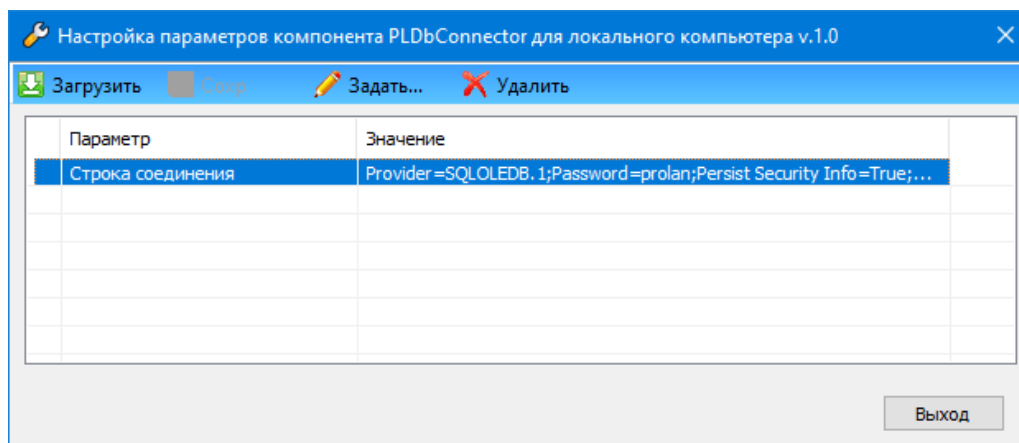 Настройка параметров компонента PLDbConnector для локального компьютера v.1.0
Загрузить Задать... Удалить
Параметр Значение
Строка соединения Provider=SQLOLEDB.1;Password=prolan;Persist Security Info=True;...
Выход